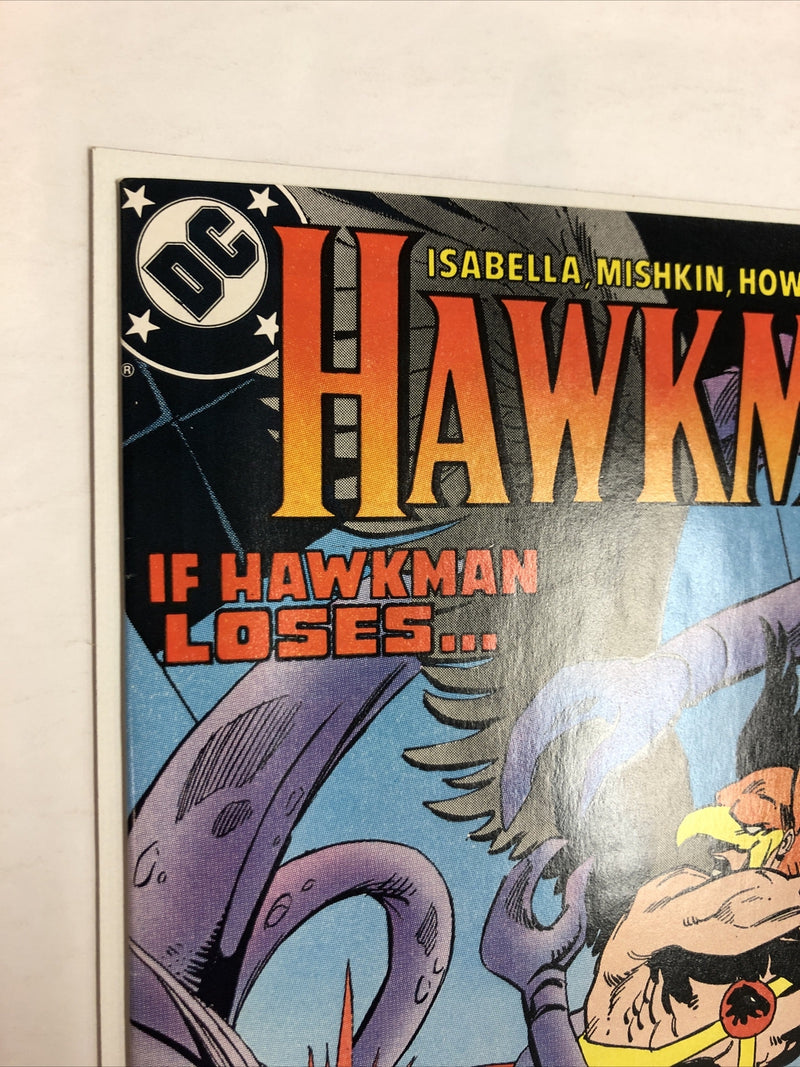 DC
®
ISABELLA, MISHKIN, HOW
HAWKM
IF HAWKMAN
LOSES...